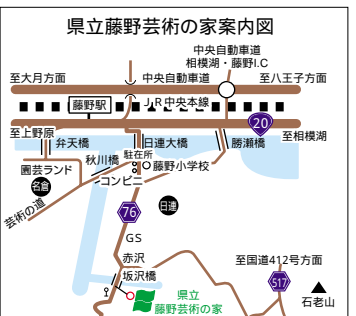 県立藤野芸術の家案内図
中央自動車道
相模湖・藤野I.C
至大月方面
中央自動車道
至八王子方面
藤野駅
JR中央本線
20
至上野原
至相模湖
弁天橋
日連大橋
勝瀬橋
秋川橋
駐在所
藤野小学校
園芸ランド
コンビニ
名倉
芸術の道
日連
76
GS
赤沢
坂沢橋
至国道412号方面
517
県立
藤野芸術の家
石老山